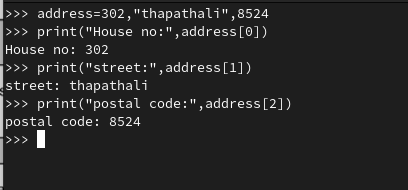 >>> address=302,"thapathali",8524
>>> print("House no:",address[0])
House no: 302
>>> print("street:",address[1])
street: thapathali
>>> print("postal code:",address[2])
postal code: 8524
>>>